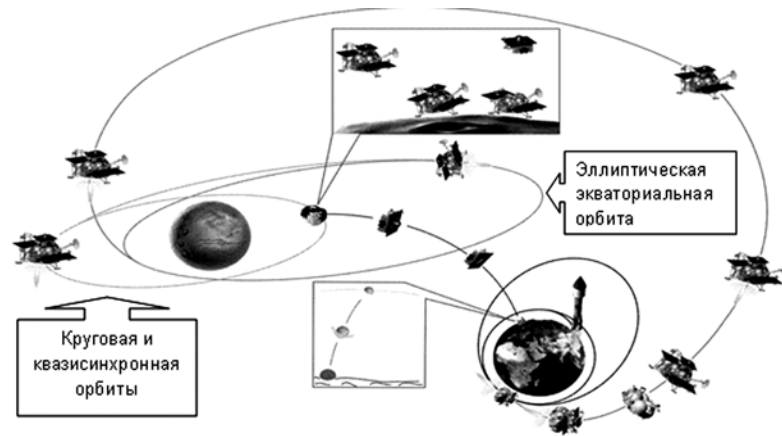 Эллиптическая
экваториальная
орбита
Круговая и
квазисинхронная
орбиты